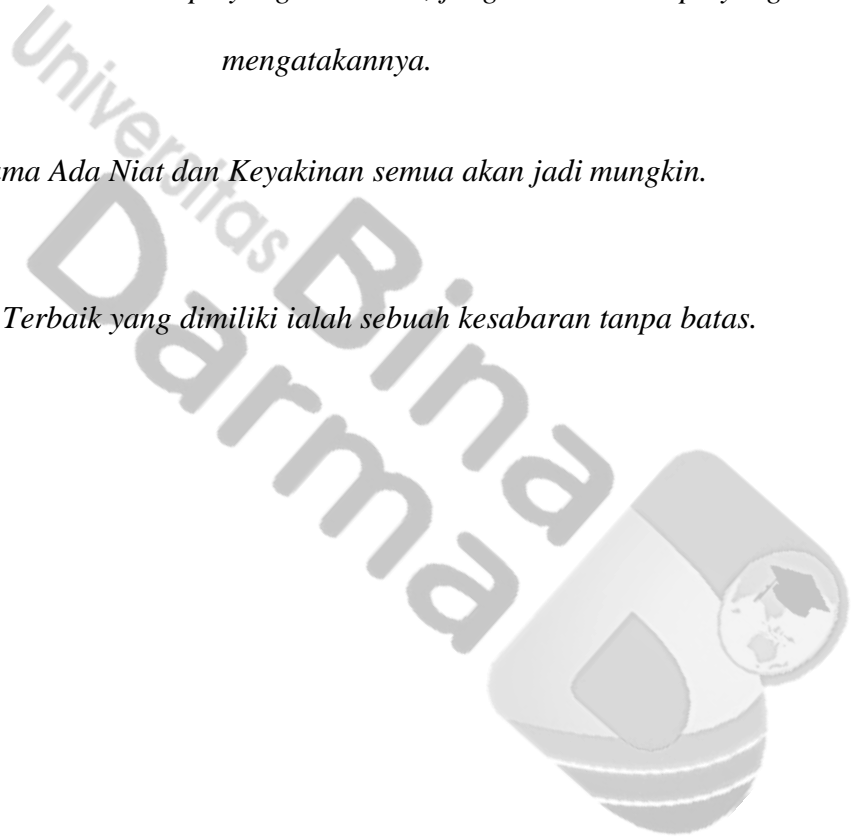 mengatakannya.
ma Ada Niat dan Keyakinan semua akan jadi mungkin.
Terbaik yang dimiliki ialah sebuah kesabaran tanpa batas.
Universitas
Bina
Darma